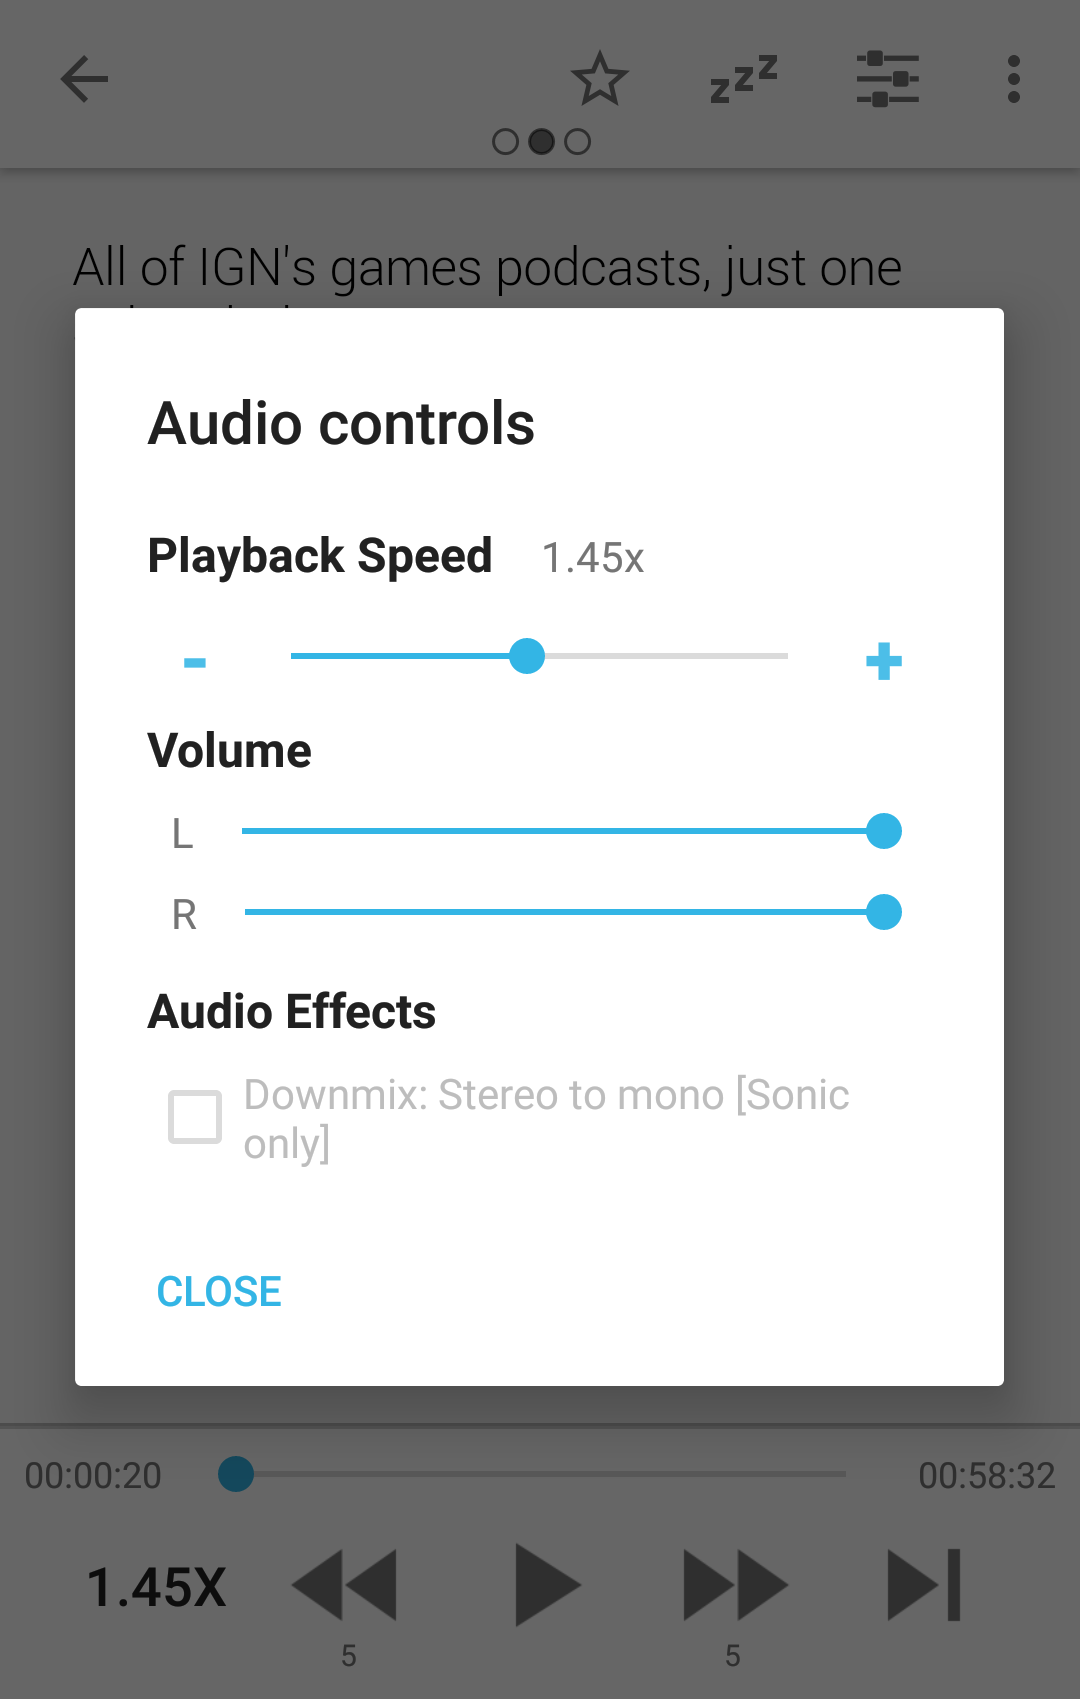 zzz
All of IGN's games podcasts, just one
Audio controls
Playback Speed 1.45x
- +
Volume
L
R
Audio Effects
Downmix: Stereo to mono [Sonic
only]
CLOSE
00:00:20 00:58:32
1.45X
5 5